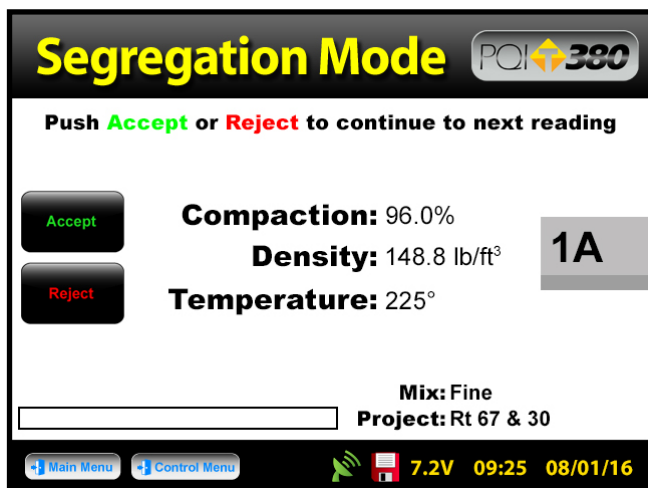 Segregation Mode PQI T 380
Push Accept or Reject to continue to next reading
Accept
Reject
Compaction: 96.0%
Density: 148.8 lb/ft³
Temperature: 225°
1A
Mix: Fine
Project: Rt 67 & 30
Main Menu Control Menu 7.2V 09:25 08/01/16